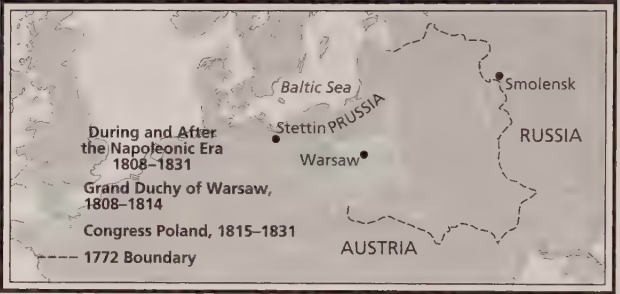 Baltic Sea
Smolensk
Stettin
PRUSSIA
RUSSIA
Warsaw
AUSTRIA
During and After
the Napoleonic Era
1808–1831
Grand Duchy of Warsaw,
1808–1814
Congress Poland, 1815–1831
1772 Boundary